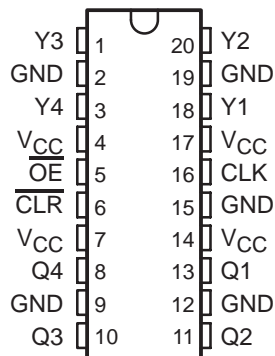 Y3 1 20 Y2
GND 2 19 GND
Y4 3 18 Y1
VCC 4 17 VCC
OE 5 16 CLK
CLR 6 15 GND
VCC 7 14 VCC
Q4 8 13 Q1
GND 9 12 GND
Q3 10 11 Q2